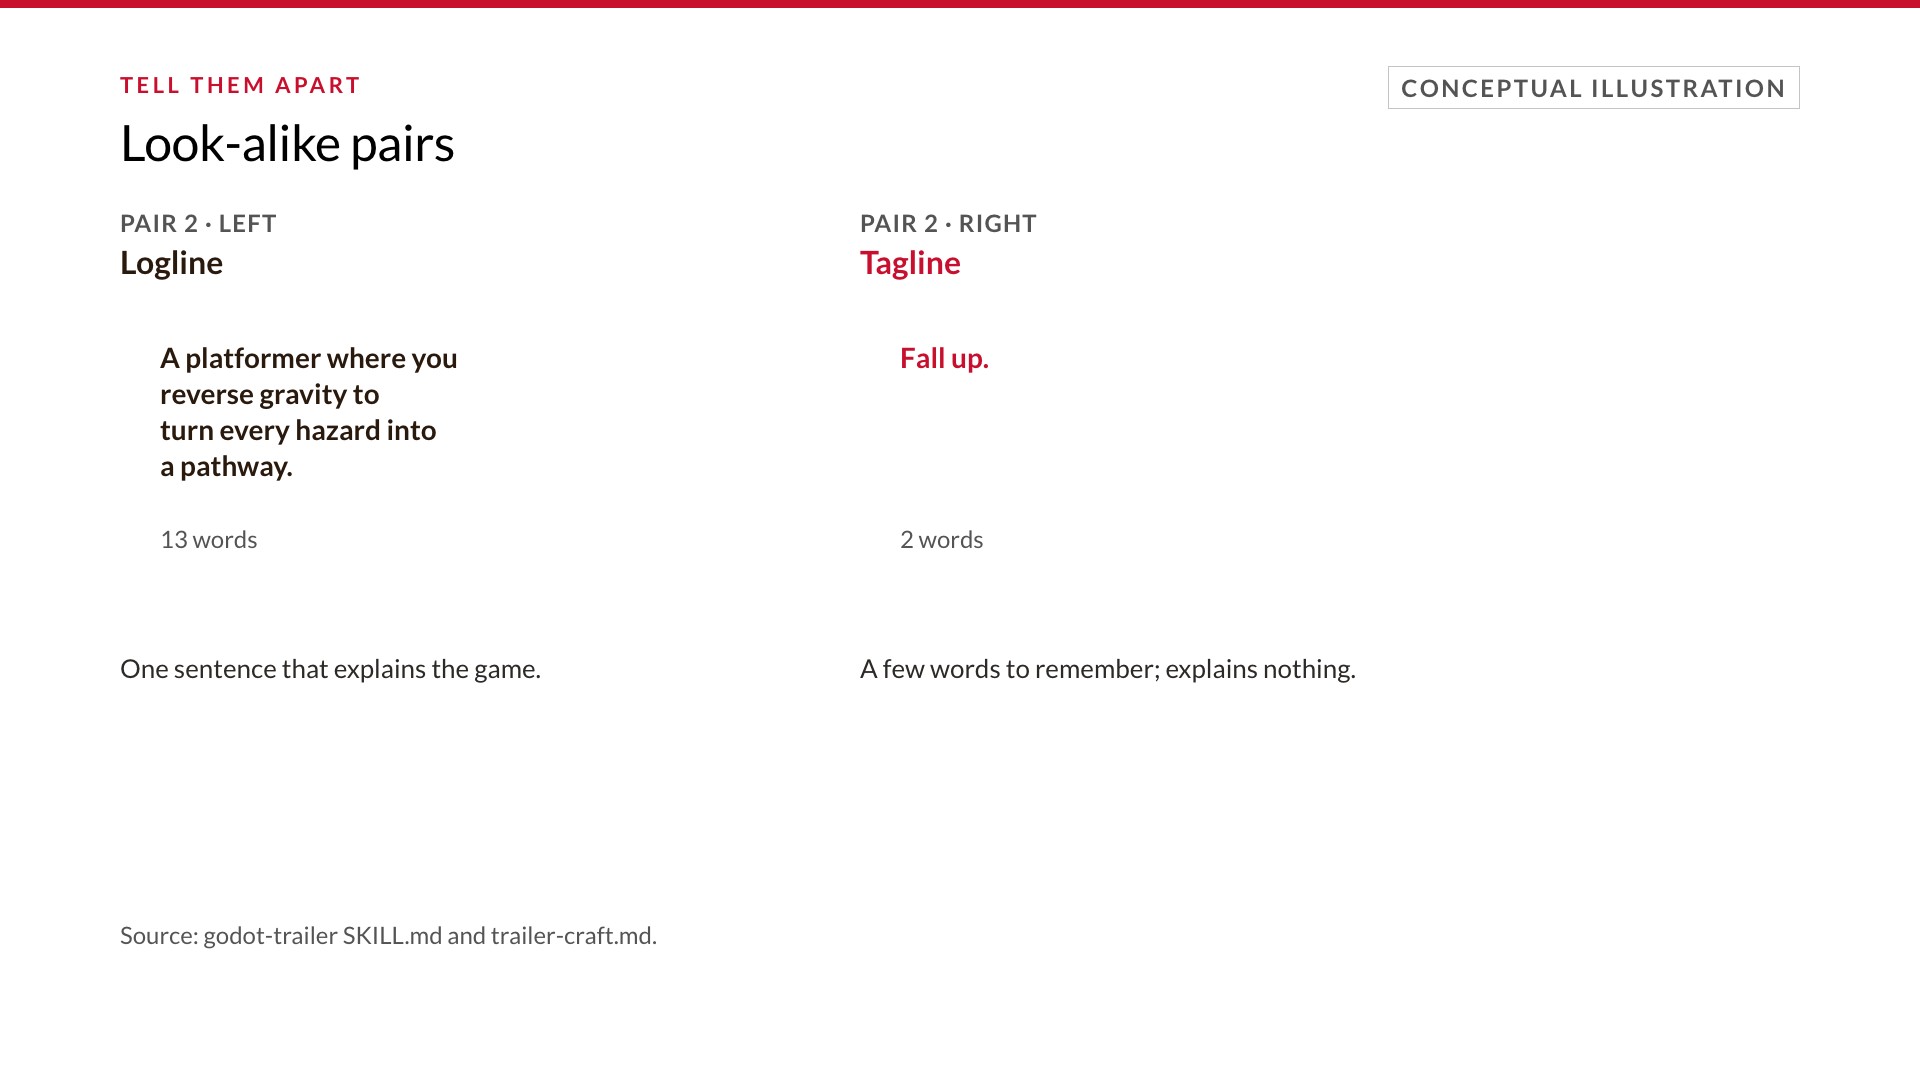 TELL THEM APART
CONCEPTUAL ILLUSTRATION
Look-alike pairs
PAIR 2 · LEFT
Logline
A platformer where you
reverse gravity to
turn every hazard into
a pathway.
13 words
One sentence that explains the game.
PAIR 2 · RIGHT
Tagline
Fall up.
2 words
A few words to remember; explains nothing.
Source: godot-trailer SKILL.md and trailer-craft.md.